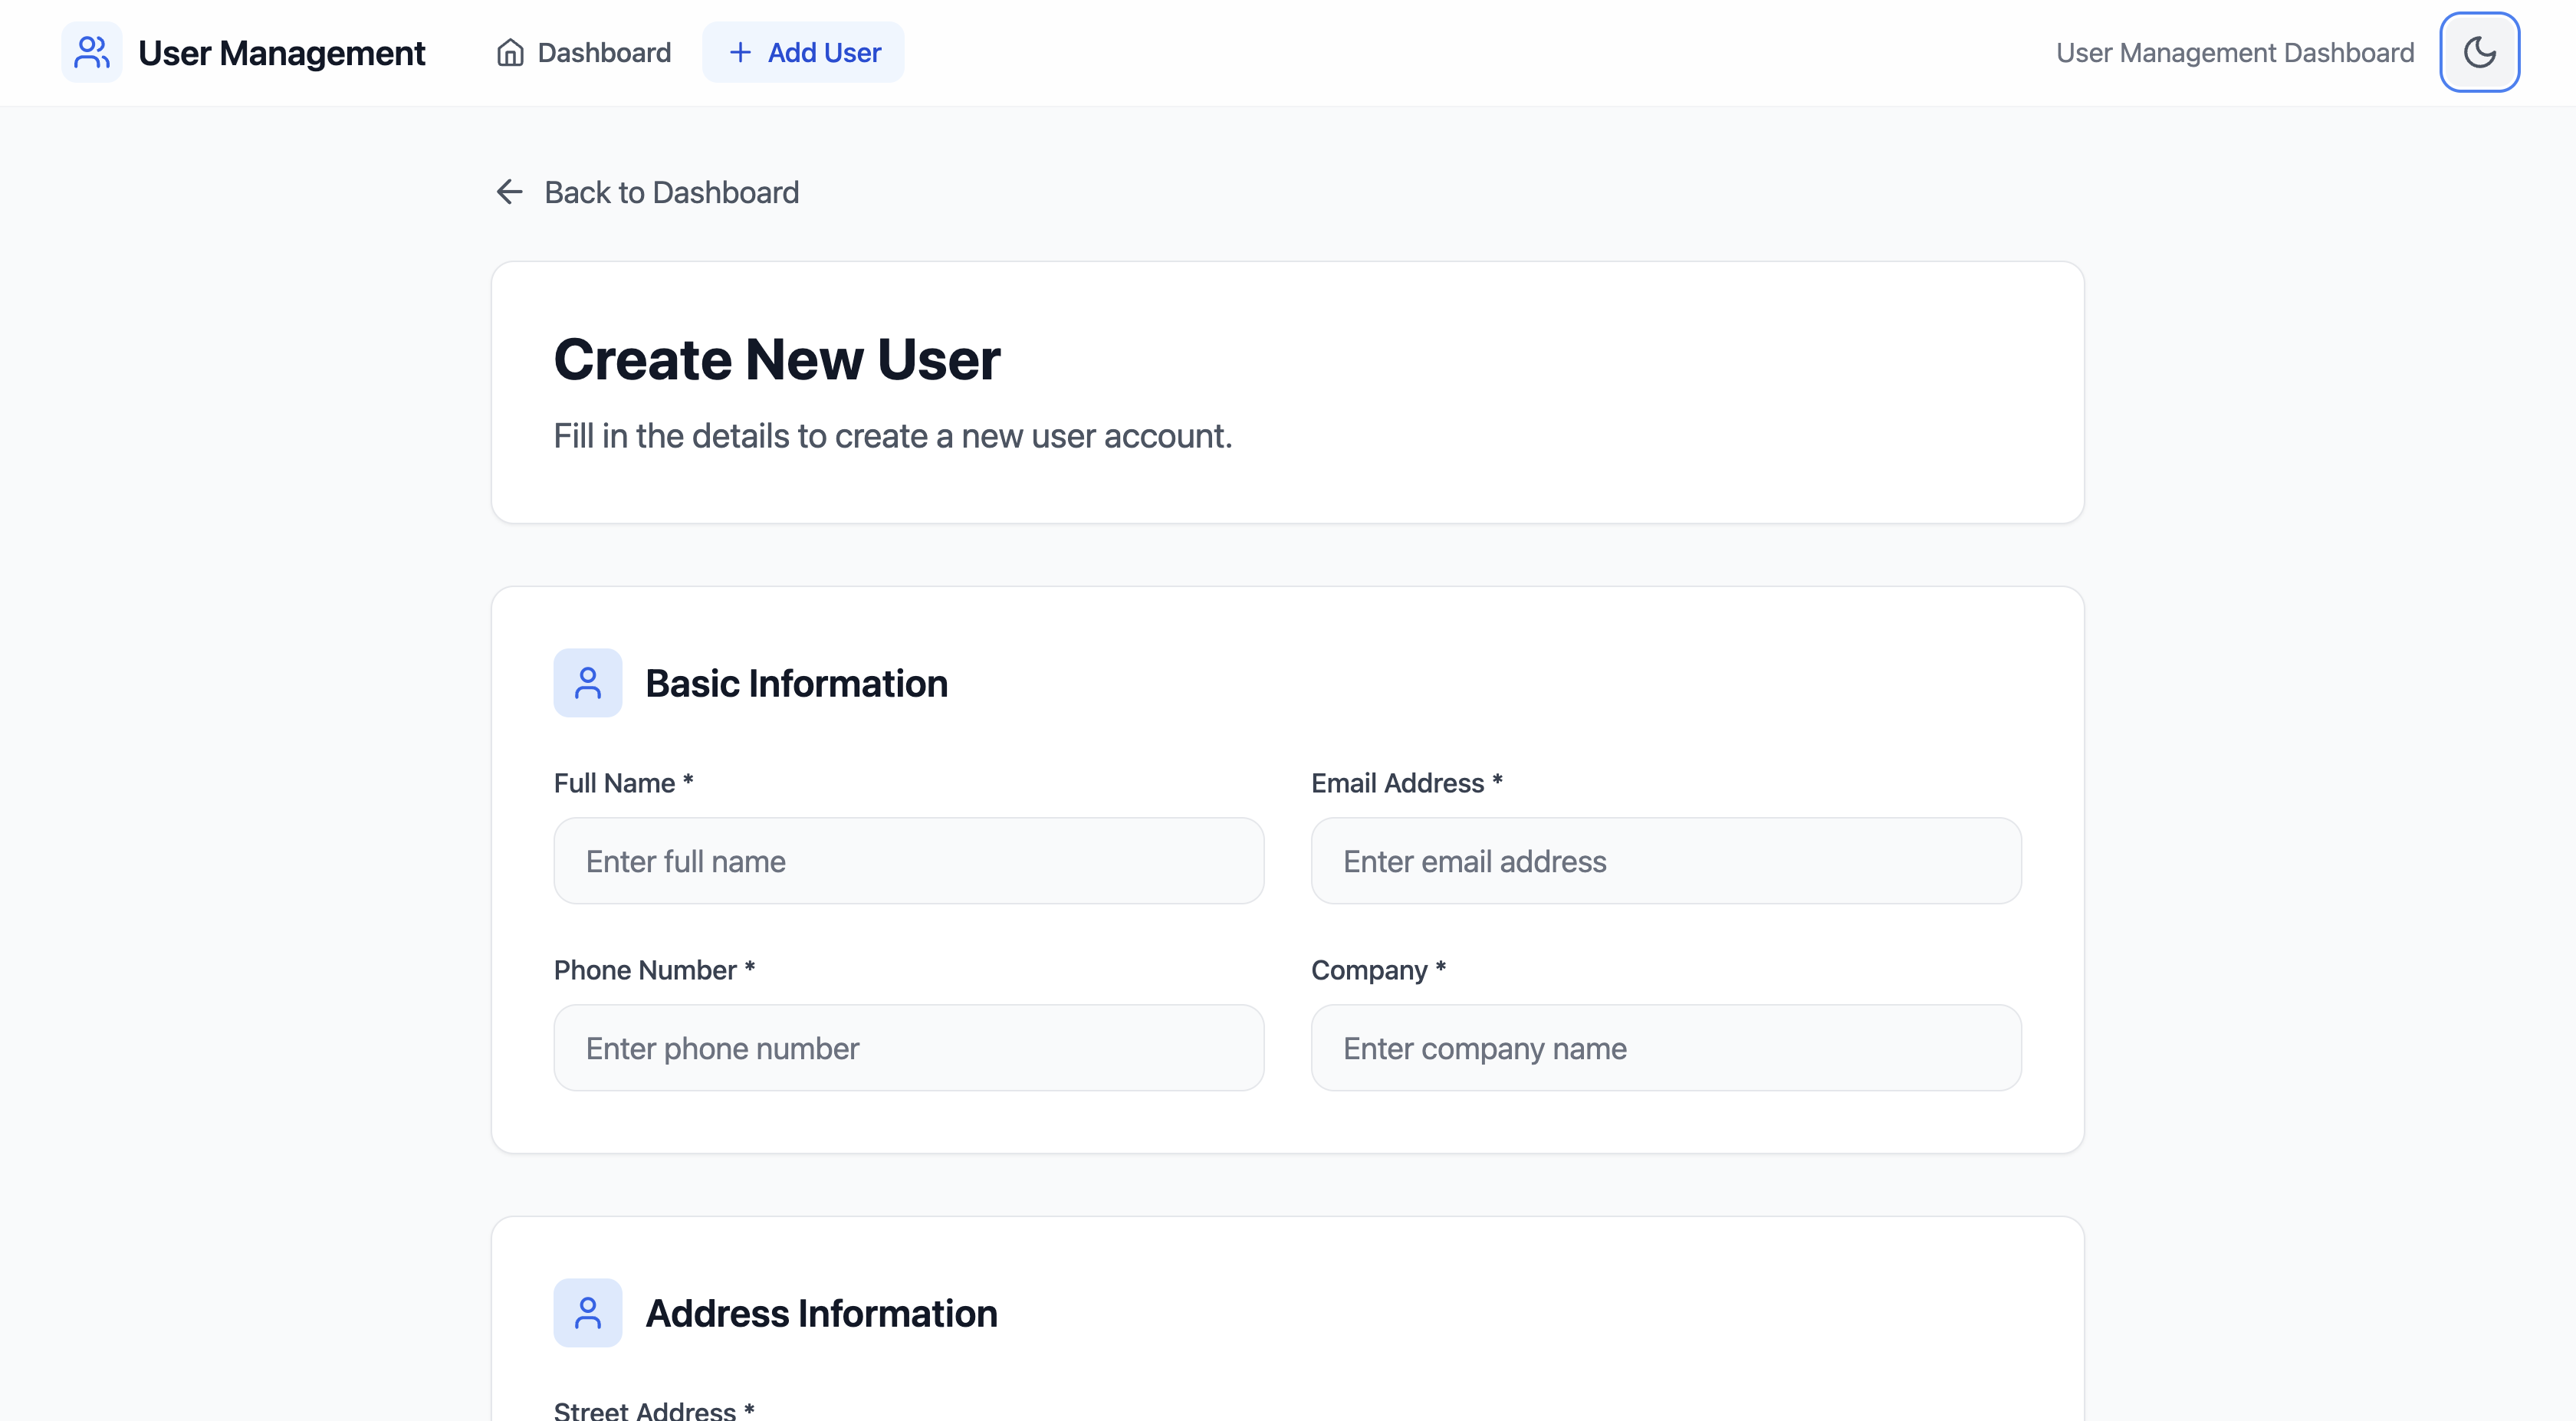 User Management
Dashboard
Add User
User Management Dashboard
Back to Dashboard
Create New User
Fill in the details to create a new user account.
Basic Information
Full Name *
Email Address *
Enter full name
Enter email address
Phone Number *
Company *
Enter phone number
Enter company name
Address Information
Street Address *